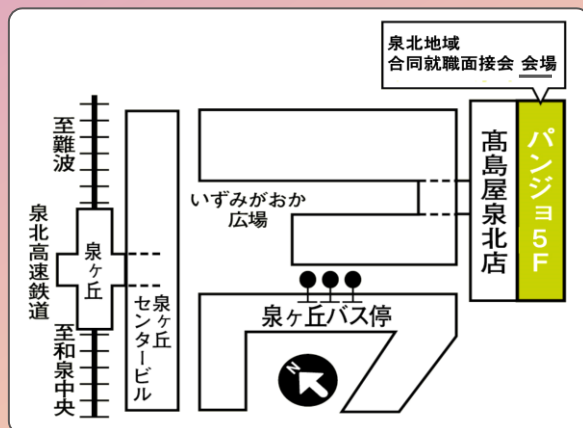 泉北地域
合同就職面接会 会場
至難波
泉北高速鉄道
泉ヶ丘
至和泉中央
泉ヶ丘
センタービル
いずみがおか
広場
泉ヶ丘バス停
N
髙島屋泉北店
パンジョ5F